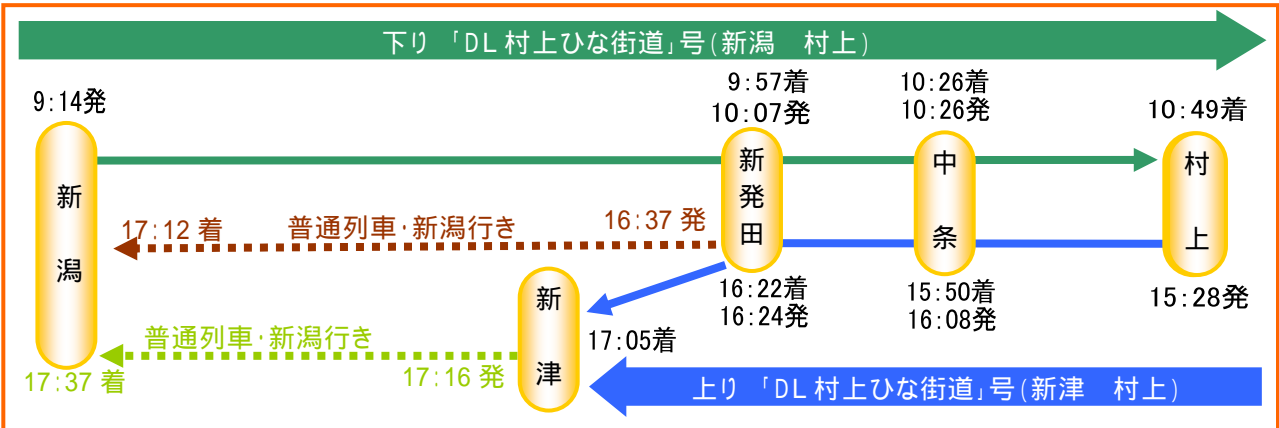 下り 「DL村上ひな街道」号(新潟　村上)
9:14発
9:57着
10:07発
10:26着
10:26発
10:49着
新潟
新発田
中条
村上
17:12 着
普通列車・新潟行き
16:37 発
16:22着
16:24発
15:50着
16:08発
15:28発
新津
17:05着
普通列車・新潟行き
17:37 着
17:16 発
上り 「DL村上ひな街道」号(新津　村上)